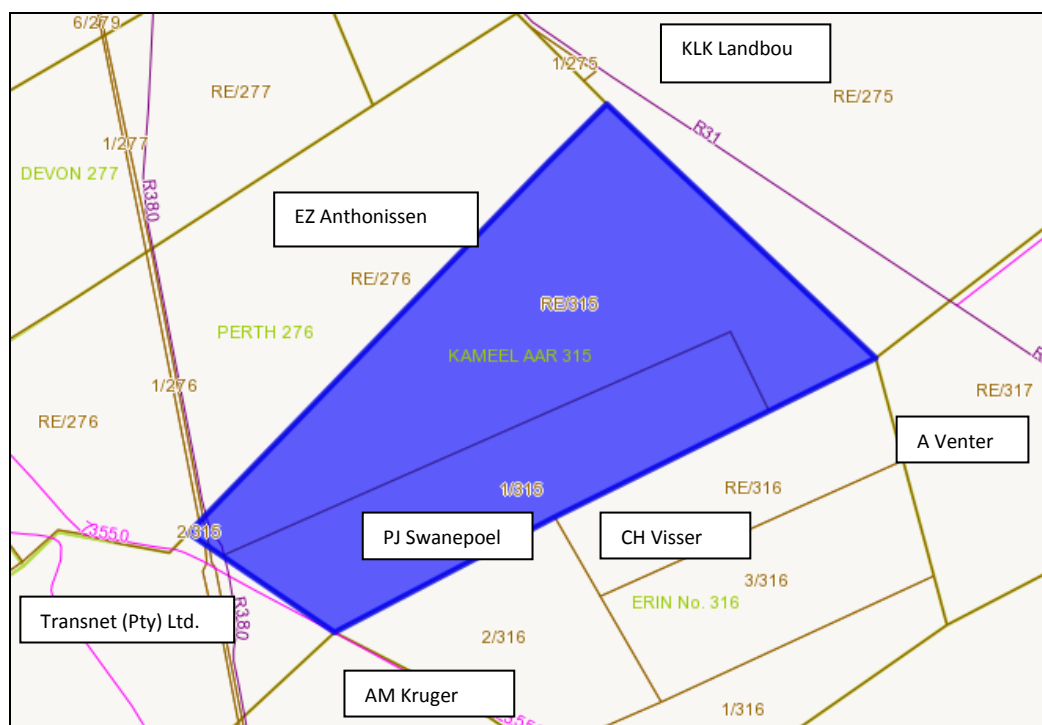 6/279
KLK Landbou
1/275
RE/277
RE/275
R31
1/277
DEVON 277
R380
EZ Anthonissen
RE/276
RE/315
PERTH 276
KAMEEL AAR 315
1/276
RE/317
RE/276
A Venter
1/315
RE/316
2/315
PJ Swanepoel
CH Visser
3/316
ERIN No. 316
Transnet (Pty) Ltd.
R380
2/316
AM Kruger
1/316